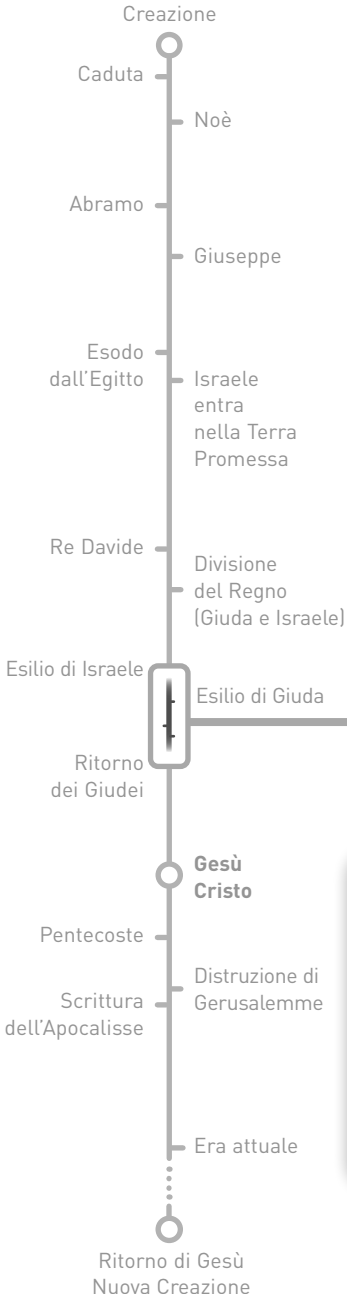 Creazione
Caduta
Noè
Abramo
Giuseppe
Esodo
dall'Egitto
Israele
entra
nella Terra
Promessa
Re Davide
Divisione
del Regno
(Giuda e Israele)
Esilio di Israele
Esilio di Giuda
Ritorno
dei Giudei
Gesù
Cristo
Pentecoste
Distruzione di
Gerusalemme
Scrittura
dell'Apocalisse
Era attuale
Ritorno di Gesù
Nuova Creazione